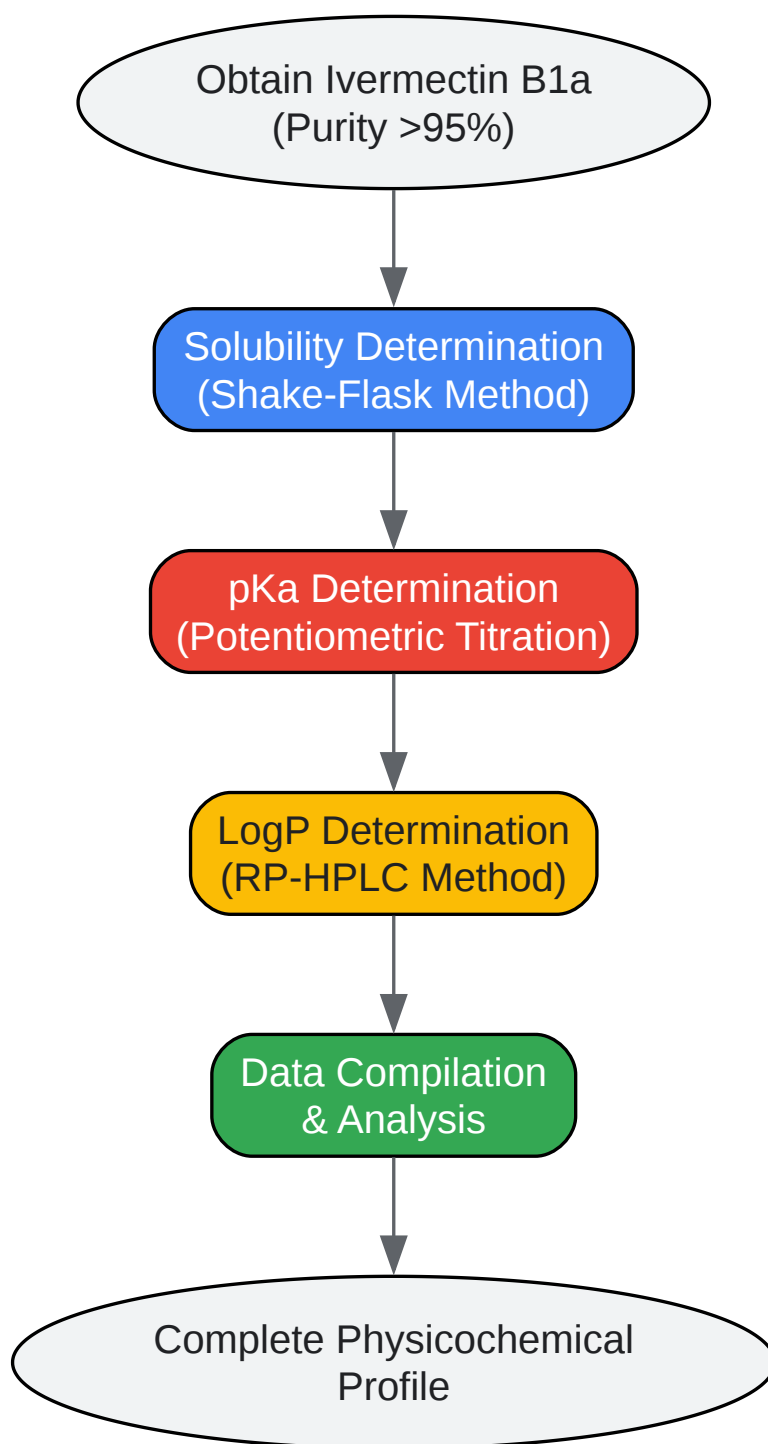 Obtain Ivermectin B1a
(Purity >95%)
Solubility Determination
(Shake-Flask Method)
pKa Determination
(Potentiometric Titration)
LogP Determination
(RP-HPLC Method)
Data Compilation
& Analysis
Complete Physicochemical
Profile